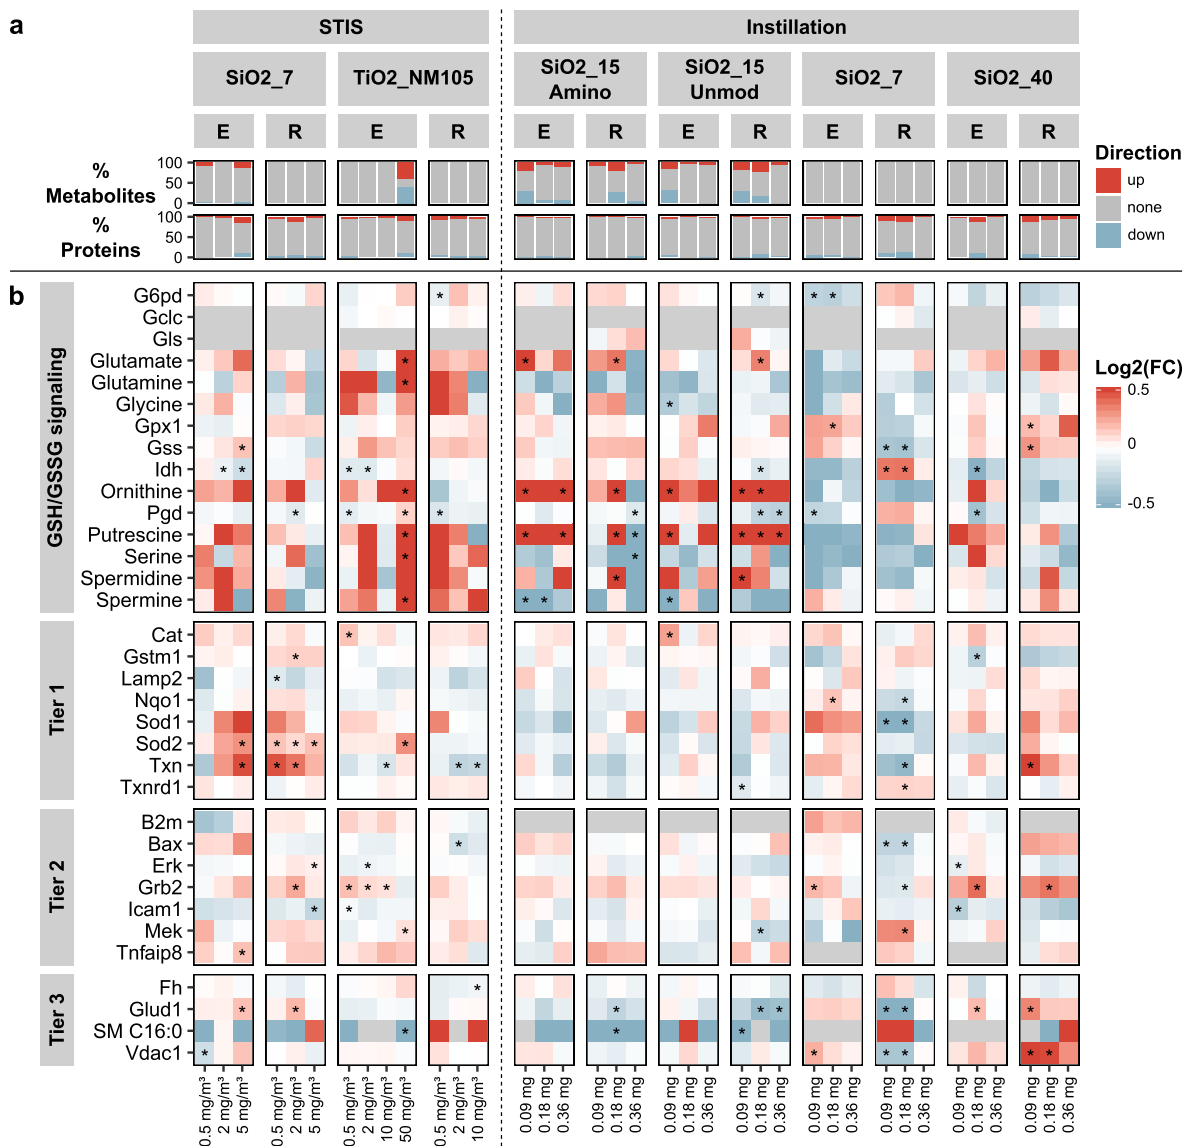 a
STIS
Instillation
SiO2_7
TiO2_NM105
SiO2_15
Amino
SiO2_15
Unmod
SiO2_7
SiO2_40
E
R
E
R
E
R
E
R
E
R
E
R
%
Metabolites
100
50
0
%
Proteins
100
50
0
Direction
up
none
down
b
GSH/GSSG signaling
G6pd
Gclc
Gls
Glutamate
Glutamine
Glycine
Gpx1
Gss
Idh
Ornithine
Pgd
Putrescine
Serine
Spermidine
Spermine
Log2(FC)
0.5
0
-0.5
Tier 1
Cat
Gstm1
Lamp2
Nqo1
Sod1
Sod2
Txn
Txnrd1
Tier 2
B2m
Bax
Erk
Grb2
Icam1
Mek
Tnfaip8
Tier 3
Fh
Glud1
SM C16:0
Vdac1
0.5 mg/m³
2 mg/m³
5 mg/m³
0.5 mg/m³
2 mg/m³
5 mg/m³
0.5 mg/m³
2 mg/m³
10 mg/m³
50 mg/m³
0.5 mg/m³
2 mg/m³
10 mg/m³
0.09 mg
0.18 mg
0.36 mg
0.09 mg
0.18 mg
0.36 mg
0.09 mg
0.18 mg
0.36 mg
0.09 mg
0.18 mg
0.36 mg
0.09 mg
0.18 mg
0.36 mg
0.09 mg
0.18 mg
0.36 mg
0.09 mg
0.18 mg
0.36 mg
0.09 mg
0.18 mg
0.36 mg